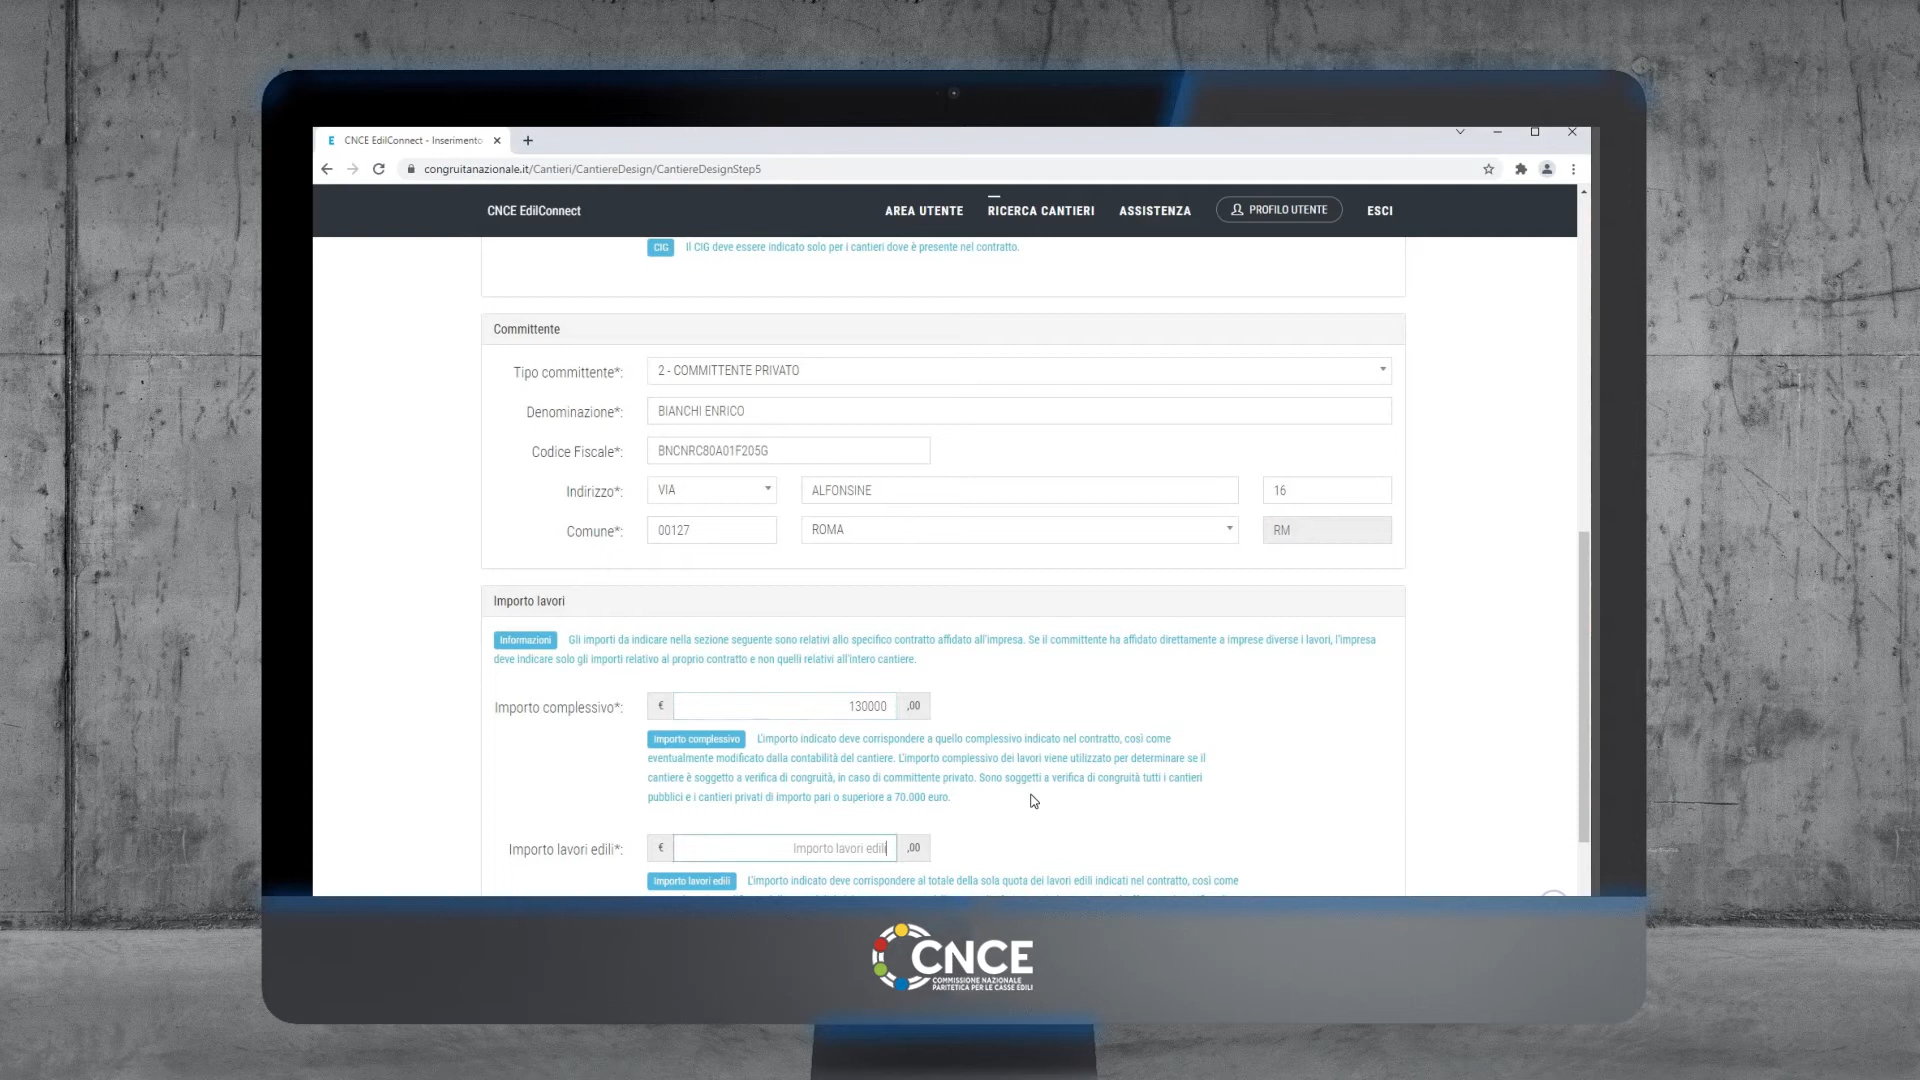 CNCE EdilConnect - Inserimento
congruitanazionale.it/Cantieri/CantiereDesign/CantiereDesignStep5
CNCE EdilConnect AREA UTENTE RICERCA CANTIERI ASSISTENZA PROFILO UTENTE ESCI
CIG Il CIG deve essere indicato solo per i cantieri dove è presente nel contratto.
Committente
Tipo committente*: 2 - COMMITTENTE PRIVATO
Denominazione*: BIANCHI ENRICO
Codice Fiscale*: BNCNRC80A01F205G
Indirizzo*: VIA ALFONSINE 16
Comune*: 00127 ROMA RM
Importo lavori
Informazioni Gli importi da indicare nella sezione seguente sono relativi allo specifico contratto affidato all'impresa. Se il committente ha affidato direttamente a imprese diverse i lavori, l'impresa
deve indicare solo gli importi relativo al proprio contratto e non quelli relativi all'intero cantiere.
Importo complessivo*: € 130000 ,00
Importo complessivo L'importo indicato deve corrispondere a quello complessivo indicato nel contratto, così come
eventualmente modificato dalla contabilità del cantiere. L'importo complessivo dei lavori viene utilizzato per determinare se il
cantiere è soggetto a verifica di congruità, in caso di committente privato. Sono soggetti a verifica di congruità tutti i cantieri
pubblici e i cantieri privati di importo pari o superiore a 70.000 euro.
Importo lavori edili*: € Importo lavori edili ,00
Importo lavori edili L'importo indicato deve corrispondere al totale della sola quota dei lavori edili indicati nel contratto, così come
CNCE
COMMISSIONE NAZIONALE
PARITETICA PER LE CASSE EDILI